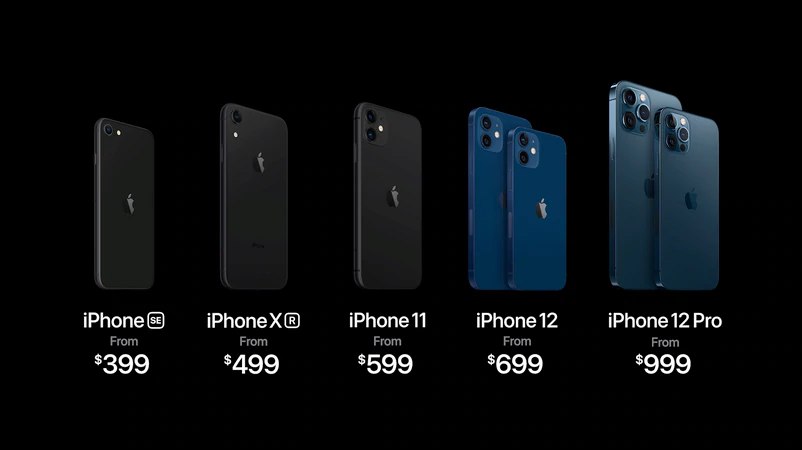 iPhone SE
From
$399
iPhone XR
From
$499
iPhone 11
From
$599
iPhone 12
From
$699
iPhone 12 Pro
From
$999